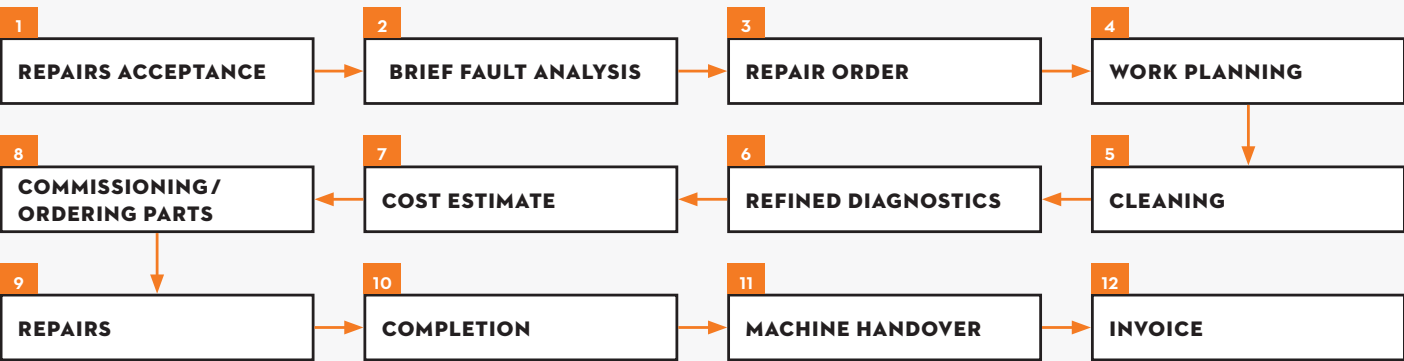 1
REPAIRS ACCEPTANCE
2
BRIEF FAULT ANALYSIS
3
REPAIR ORDER
4
WORK PLANNING
5
CLEANING
6
REFINED DIAGNOSTICS
7
COST ESTIMATE
8
COMMISSIONING/
ORDERING PARTS
9
REPAIRS
10
COMPLETION
11
MACHINE HANDOVER
12
INVOICE